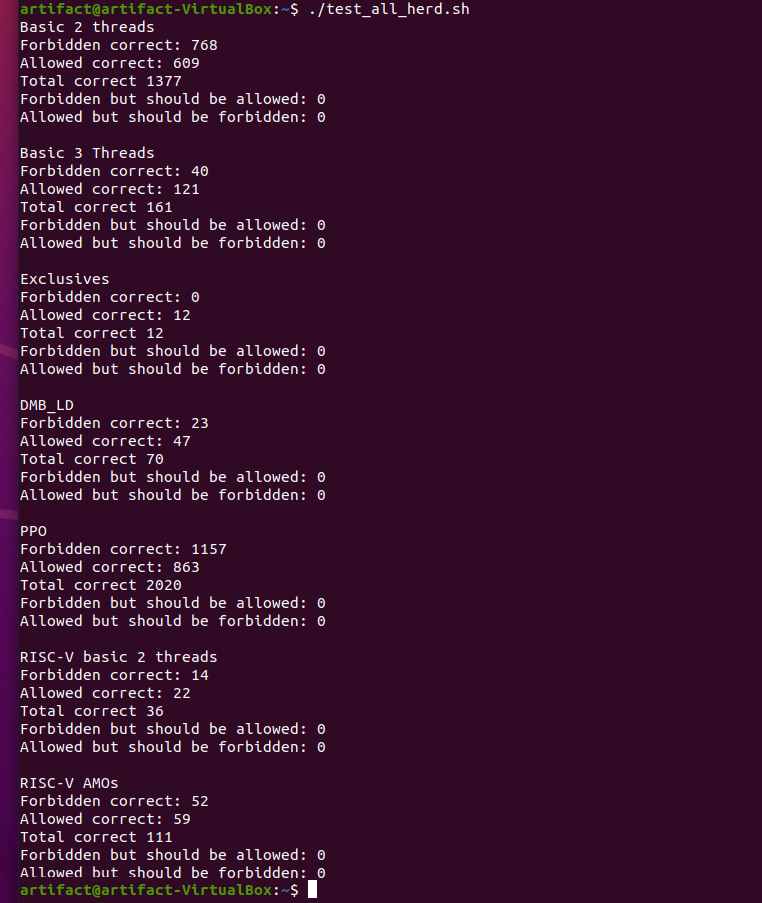 artifact@artifact-VirtualBox:~$ ./test_all_herd.sh
Basic 2 threads
Forbidden correct: 768
Allowed correct: 609
Total correct 1377
Forbidden but should be allowed: 0
Allowed but should be forbidden: 0
Basic 3 Threads
Forbidden correct: 40
Allowed correct: 121
Total correct 161
Forbidden but should be allowed: 0
Allowed but should be forbidden: 0
Exclusives
Forbidden correct: 0
Allowed correct: 12
Total correct 12
Forbidden but should be allowed: 0
Allowed but should be forbidden: 0
DMB_LD
Forbidden correct: 23
Allowed correct: 47
Total correct 70
Forbidden but should be allowed: 0
Allowed but should be forbidden: 0
PPO
Forbidden correct: 1157
Allowed correct: 863
Total correct 2020
Forbidden but should be allowed: 0
Allowed but should be forbidden: 0
RISC-V basic 2 threads
Forbidden correct: 14
Allowed correct: 22
Total correct 36
Forbidden but should be allowed: 0
Allowed but should be forbidden: 0
RISC-V AMOs
Forbidden correct: 52
Allowed correct: 59
Total correct 111
Forbidden but should be allowed: 0
Allowed but should be forbidden: 0
artifact@artifact-VirtualBox:~$